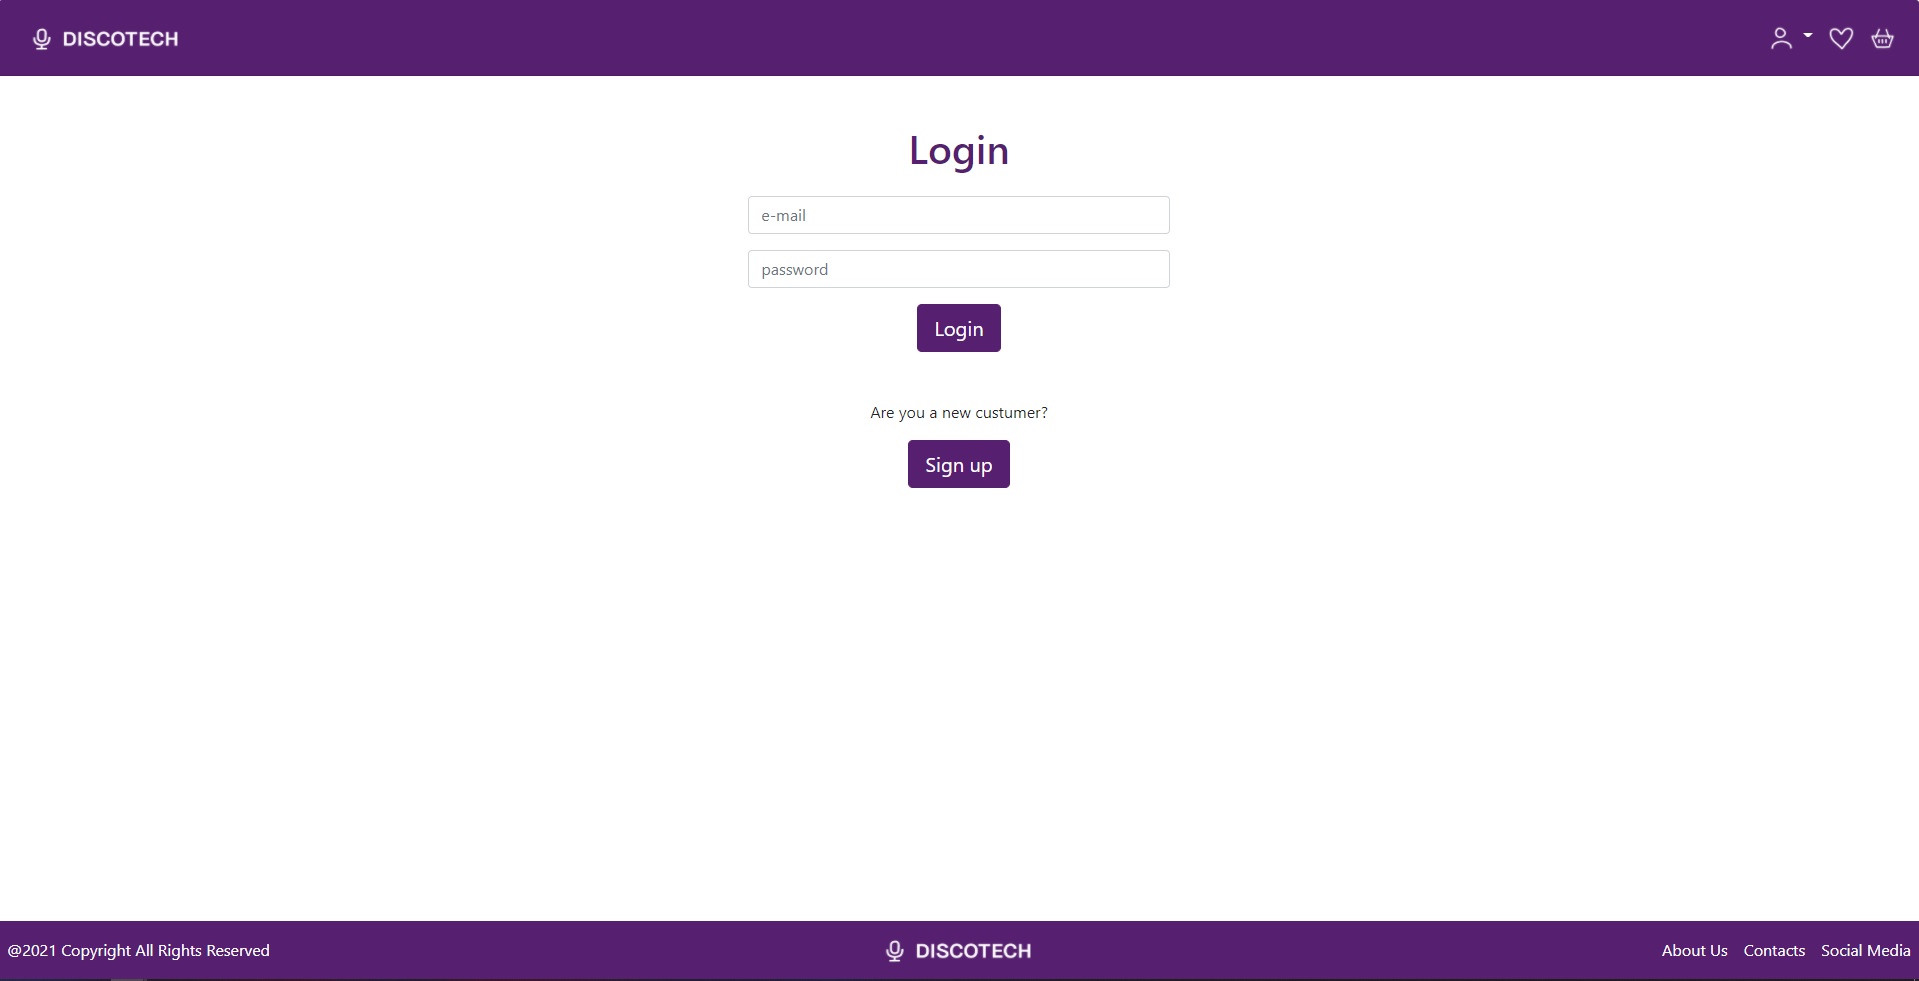 DISCOTECH
Login
e-mail
password
Login
Are you a new custumer?
Sign up
@2021 Copyright All Rights Reserved
DISCOTECH
About Us Contacts Social Media